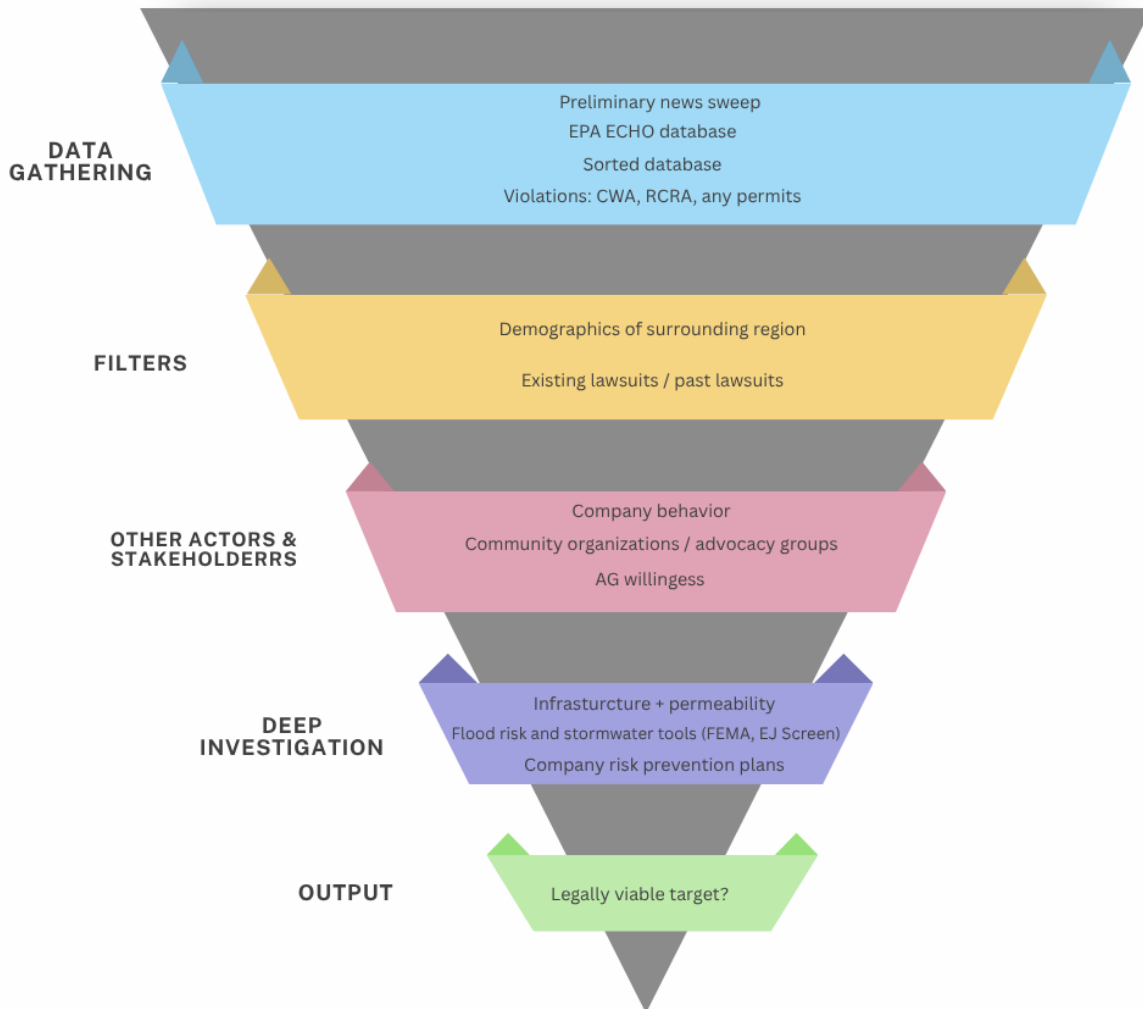 DATA
GATHERING
Preliminary news sweep
EPA ECHO database
Sorted database
Violations: CWA, RCRA, any permits
FILTERS
Demographics of surrounding region
Existing lawsuits / past lawsuits
OTHER ACTORS &
STAKEHOLDERRS
Company behavior
Community organizations / advocacy groups
AG willingess
DEEP
INVESTIGATION
Infrasturcture + permeability
Flood risk and stormwater tools (FEMA, EJ Screen)
Company risk prevention plans
OUTPUT
Legally viable target?